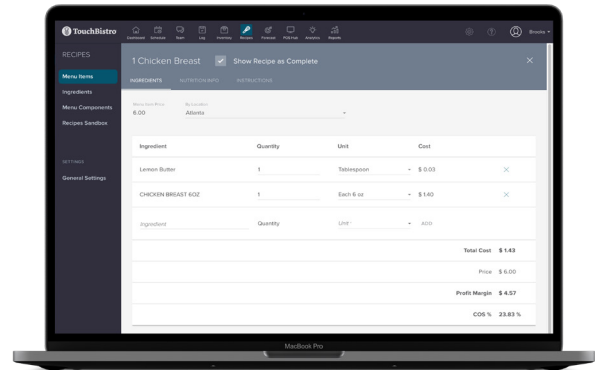 TouchBistro
Dashboard Schedule Team Log Inventory Recipes Forecast POS Hub Analytics Reports
Brooke
RECIPES
Menu Items
Ingredients
Menu Components
Recipes Sandbox
SETTINGS
General Settings
1 Chicken Breast Show Recipe as Complete
INGREDIENTS NUTRITION INFO INSTRUCTIONS
Menu Item Price By Location
6.00 Atlanta
Ingredient Quantity Unit Cost
Lemon Butter 1 Tablespoon $ 0.03
CHICKEN BREAST 6OZ 1 Each 6 oz $ 1.40
Ingredient Quantity Unit * ADD
Total Cost $ 1.43
Price $ 6.00
Profit Margin $ 4.57
COS % 23.83 %
MacBook Pro